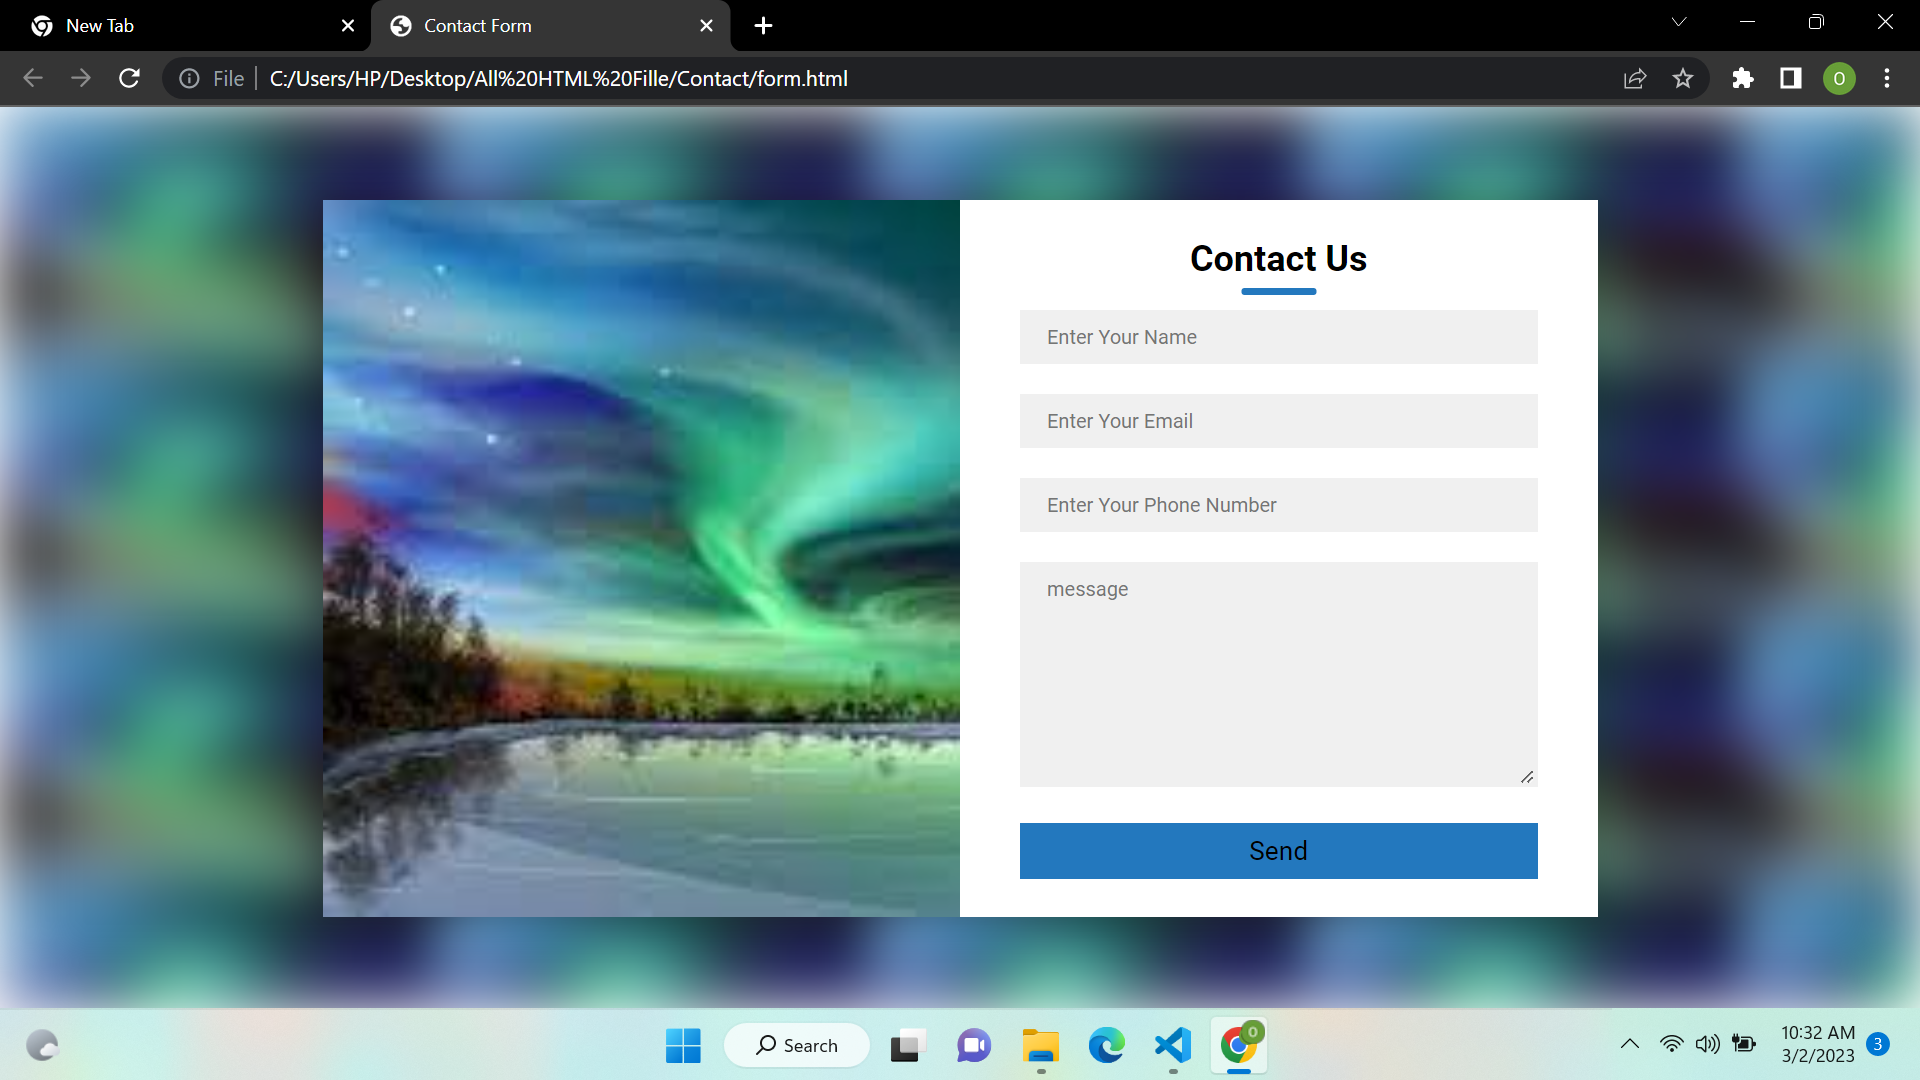 New Tab
Contact Form
File
C:/Users/HP/Desktop/All%20HTML%20Fille/Contact/form.html
O
Contact Us
Enter Your Name
Enter Your Email
Enter Your Phone Number
message
Send
Search
0
10:32 AM
3/2/2023
3